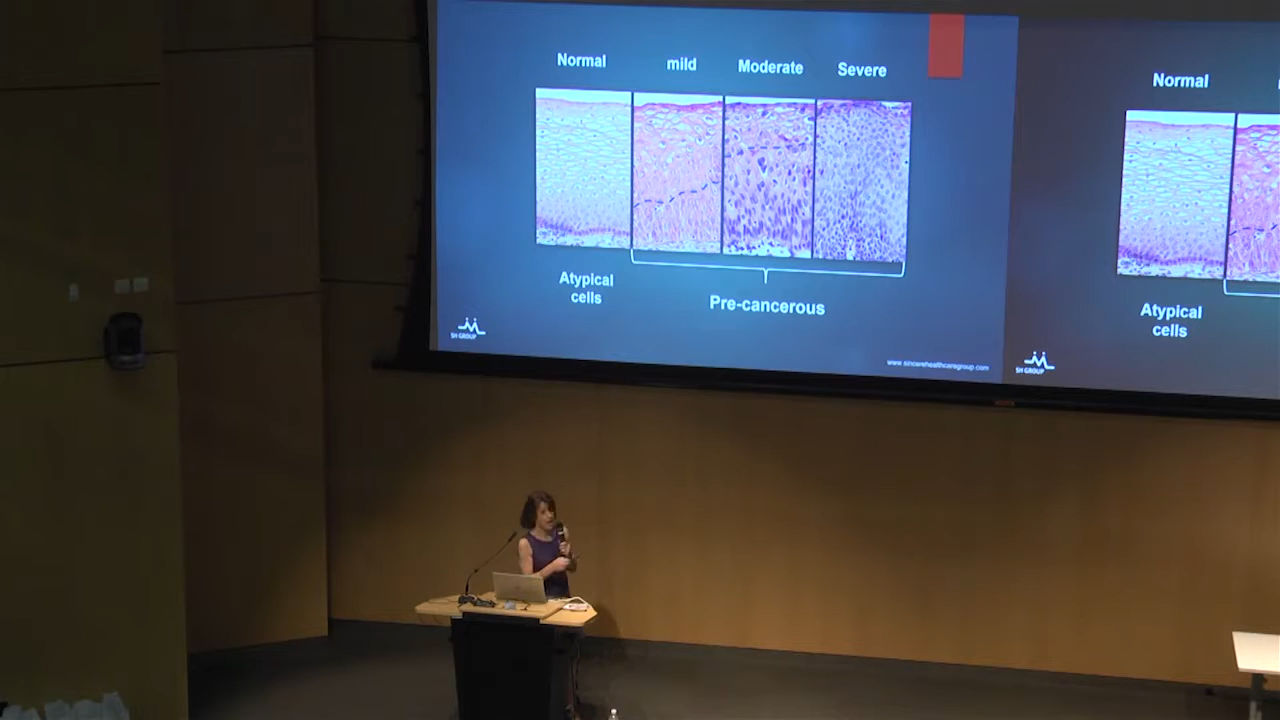 Normal mild Moderate Severe
Atypical
cells
Pre-cancerous
SH GROUP
www.sincerehealthcaregroup.com
Normal
Atypical
cells
SH GROUP